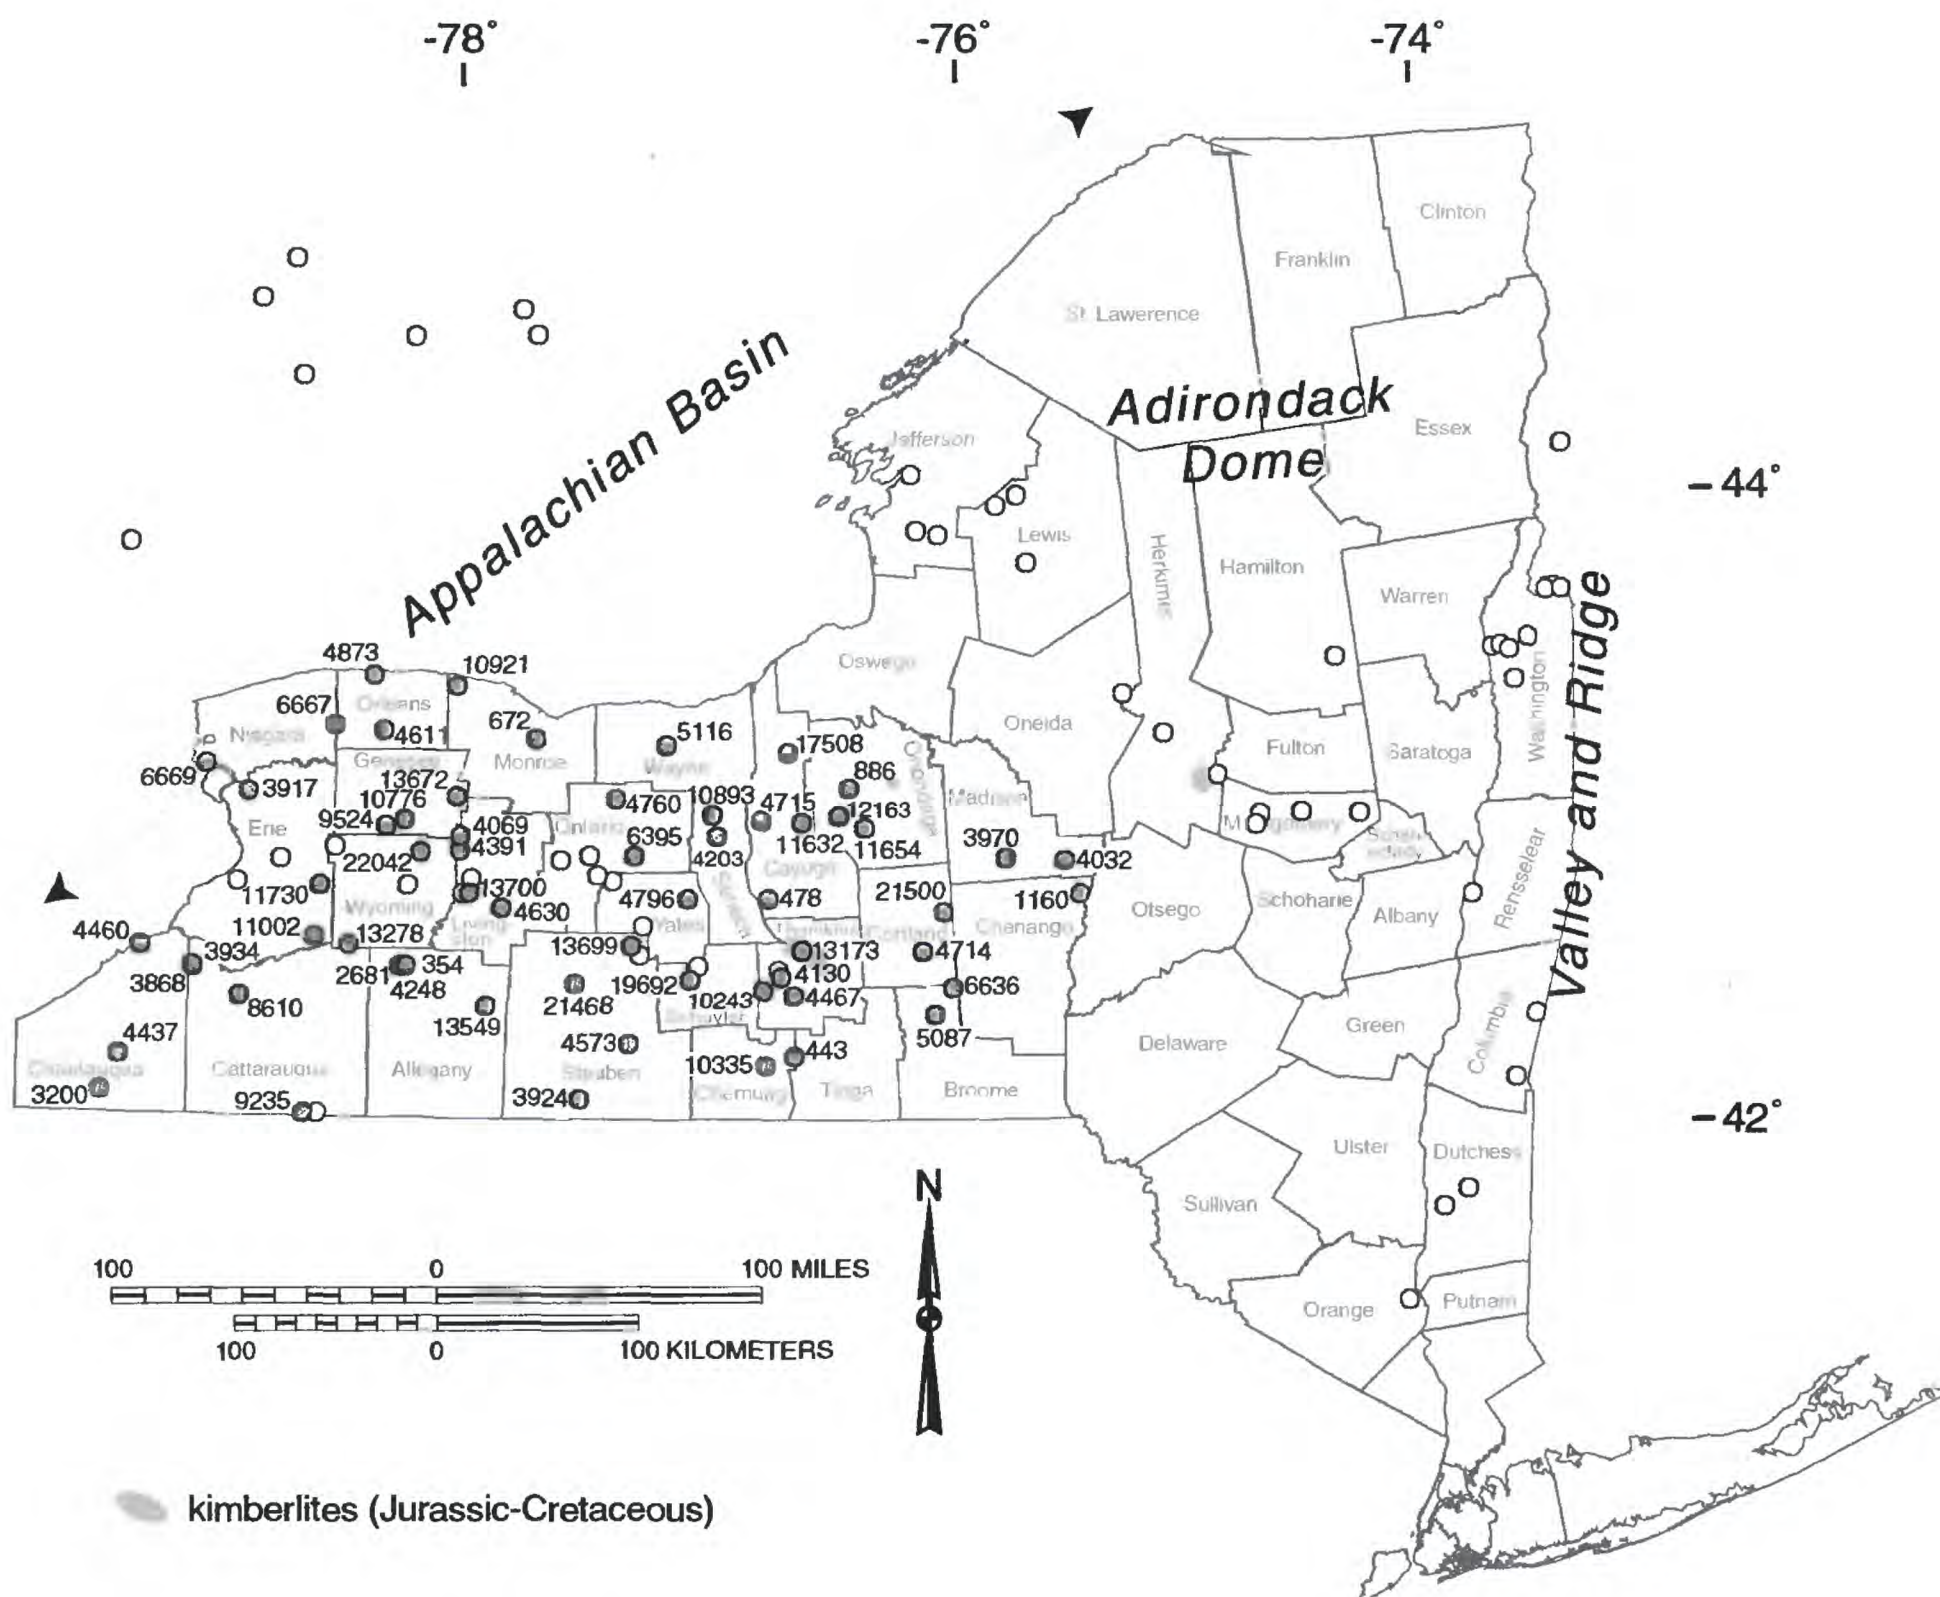 -78°
-76°
-74°
Clinton
Franklin
St. Lawerence
Appalachian Basin
Adirondack
Dome
Essex
Jefferson
-44°
Lewis
Herkimer
Hamilton
Warren
Valley and Ridge
Washington
Oswego
4873
10921
Orleans
6667
672
5116
Oneida
4611
Niagara
17508
Fulton
Saratoga
Genesee
Monroe
Wayne
Onondaga
6669
3917
13672
886
10776
4760
10893
4715
12163
Madison
9524
Erie
4069
Ontario
Montgomery
4391
6395
11632
11654
3970
4032
22042
4203
Cayuga
Rensselear
11730
13700
4796
478
21500
1160
Schoharie
Wyoming
4630
Seneca
Otsego
Albany
11002
Livingston
Yates
Chenango
4460
3934
13278
13699
Cortland
13173
4714
3868
2681
354
4248
19692
4130
6636
8610
21468
10243
4467
13549
Schuyler
Columbia
Green
4437
4573
443
5087
Delaware
Chautauqua
Cattaraugus
Allegany
Steuben
10335
3200
9235
3924
Chemung
Tioga
Broome
-42°
Ulster
Dutchess
N
Sullivan
100 0 100 MILES
Orange
Putnam
100 0 100 KILOMETERS
kimberlites (Jurassic-Cretaceous)